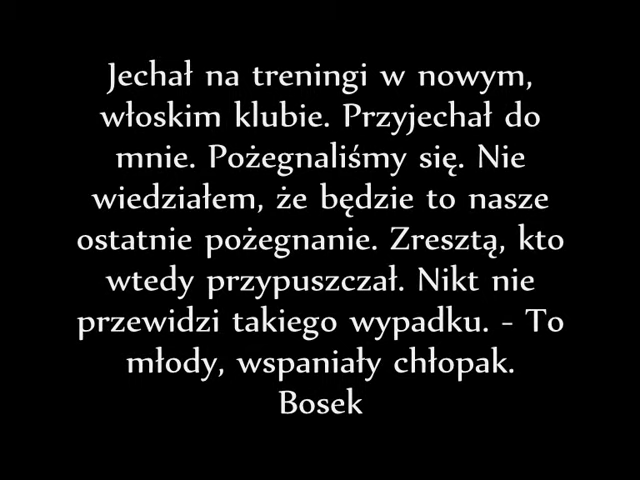 Jechał na treningi w nowym,
włoskim klubie. Przyjechał do
mnie. Pożegnaliśmy się. Nie
wiedziałem, że będzie to nasze
ostatnie pożegnanie. Zresztą, kto
wtedy przypuszczał. Nikt nie
przewidzi takiego wypadku. - To
młody, wspaniały chłopak.
Bosek